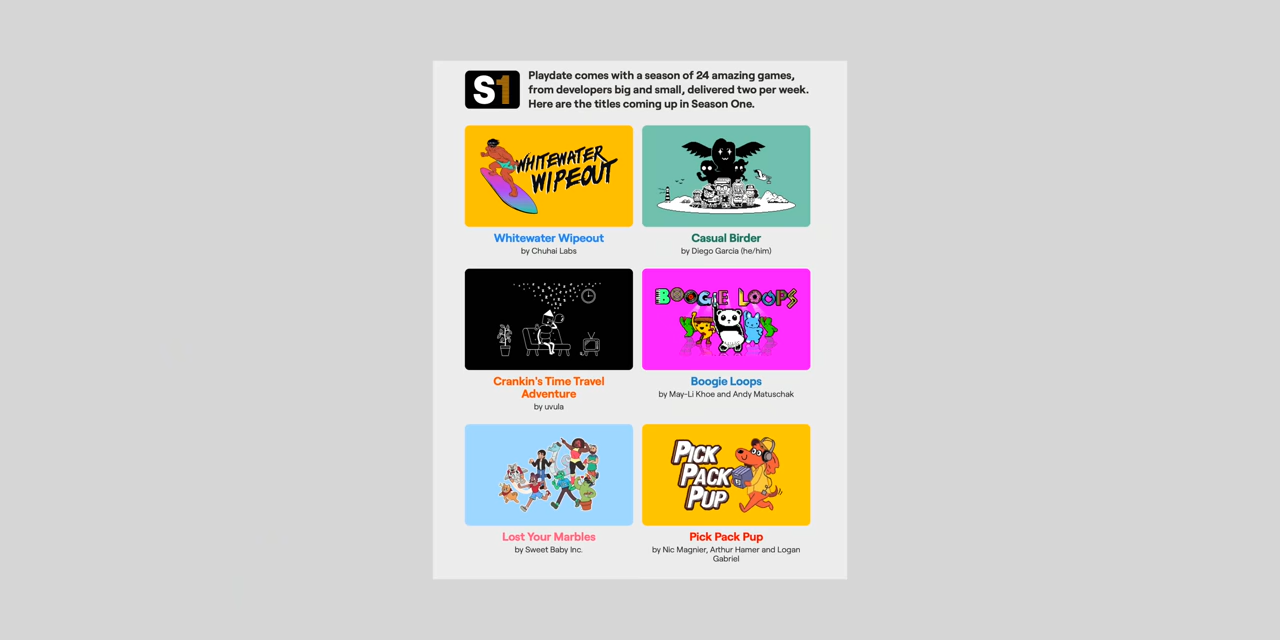 S1
Playdate comes with a season of 24 amazing games,
from developers big and small, delivered two per week.
Here are the titles coming up in Season One.
WHITEWATER
WIPEOUT
Whitewater Wipeout
by Chuhai Labs
Casual Birder
by Diego Garcia (he/him)
Crankin's Time Travel
Adventure
by uvula
BOOGIE LOOPS
Boogie Loops
by May-Li Khoe and Andy Matuschak
Lost Your Marbles
by Sweet Baby Inc.
PICK
PACK
PUP
Pick Pack Pup
by Nic Magnier, Arthur Hamer and Logan
Gabriel